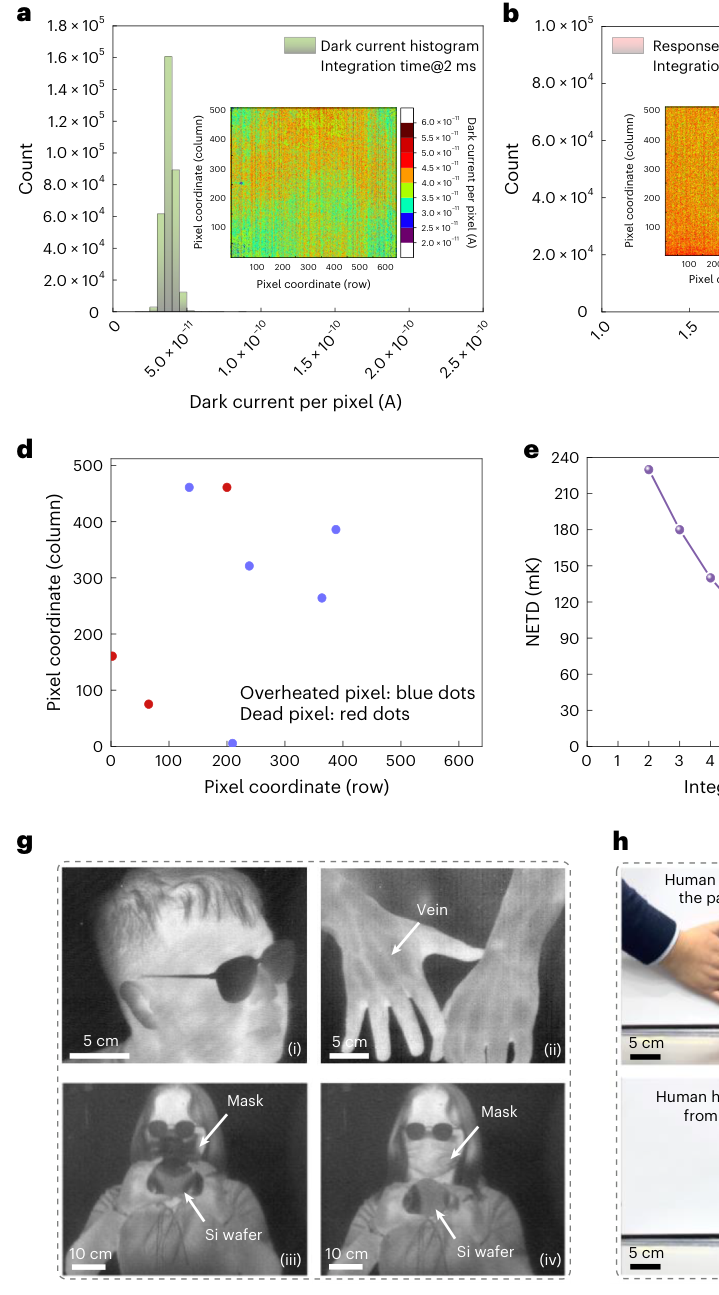 a
1.8 × 10⁵
1.6 × 10⁵
1.4 × 10⁵
1.2 × 10⁵
1.0 × 10⁵
8.0 × 10⁴
6.0 × 10⁴
4.0 × 10⁴
2.0 × 10⁴
0
Count
Dark current histogram
Integration time@2 ms
500
400
300
200
100
Pixel coordinate (column)
100 200 300 400 500 600
Pixel coordinate (row)
6.0 × 10⁻¹¹
5.5 × 10⁻¹¹
5.0 × 10⁻¹¹
4.5 × 10⁻¹¹
4.0 × 10⁻¹¹
3.5 × 10⁻¹¹
3.0 × 10⁻¹¹
2.5 × 10⁻¹¹
2.0 × 10⁻¹¹
Dark current per pixel (A)
0 5.0 × 10⁻¹¹ 1.0 × 10⁻¹⁰ 1.5 × 10⁻¹⁰ 2.0 × 10⁻¹⁰ 2.5 × 10⁻¹⁰
Dark current per pixel (A)
b
1.0 × 10⁵
8.0 × 10⁴
6.0 × 10⁴
4.0 × 10⁴
2.0 × 10⁴
0
Count
Response
Integratio
500
400
300
200
100
Pixel coordinate (column)
100 200
Pixel c
1.0 1.5
d
500
400
300
200
100
0
Pixel coordinate (column)
Overheated pixel: blue dots
Dead pixel: red dots
0 100 200 300 400 500 600
Pixel coordinate (row)
e
240
210
180
150
120
90
60
30
0
NETD (mK)
0 1 2 3 4
Integ
g
5 cm
(i)
Vein
5 cm
(ii)
Mask
Si wafer
10 cm
(iii)
Mask
Si wafer
10 cm
(iv)
h
Human
the pa
5 cm
Human h
from
5 cm